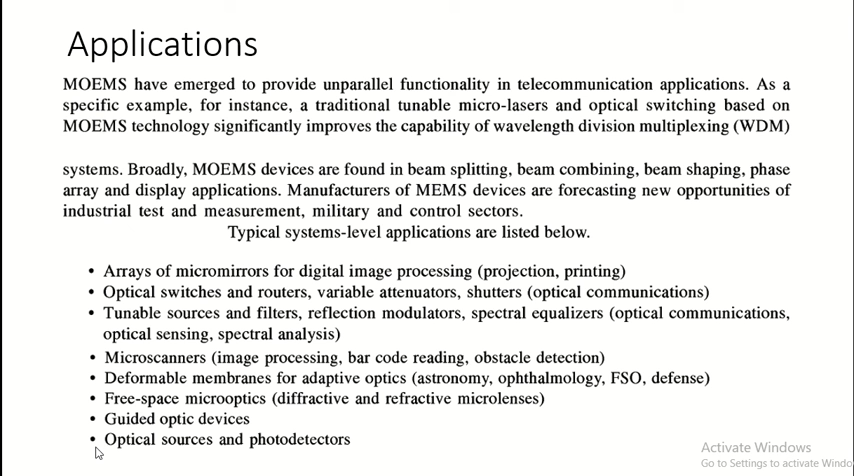 Applications
MOEMS have emerged to provide unparallel functionality in telecommunication applications. As a
specific example, for instance, a traditional tunable micro-lasers and optical switching based on
MOEMS technology significantly improves the capability of wavelength division multiplexing (WDM)
systems. Broadly, MOEMS devices are found in beam splitting, beam combining, beam shaping, phase
array and display applications. Manufacturers of MEMS devices are forecasting new opportunities of
industrial test and measurement, military and control sectors.
Typical systems-level applications are listed below.
• Arrays of micromirrors for digital image processing (projection, printing)
• Optical switches and routers, variable attenuators, shutters (optical communications)
• Tunable sources and filters, reflection modulators, spectral equalizers (optical communications,
optical sensing, spectral analysis)
• Microscanners (image processing, bar code reading, obstacle detection)
• Deformable membranes for adaptive optics (astronomy, ophthalmology, FSO, defense)
• Free-space microoptics (diffractive and refractive microlenses)
• Guided optic devices
• Optical sources and photodetectors
Activate Windows
Go to Settings to activate Windo